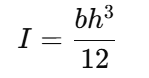 I = bh³/12